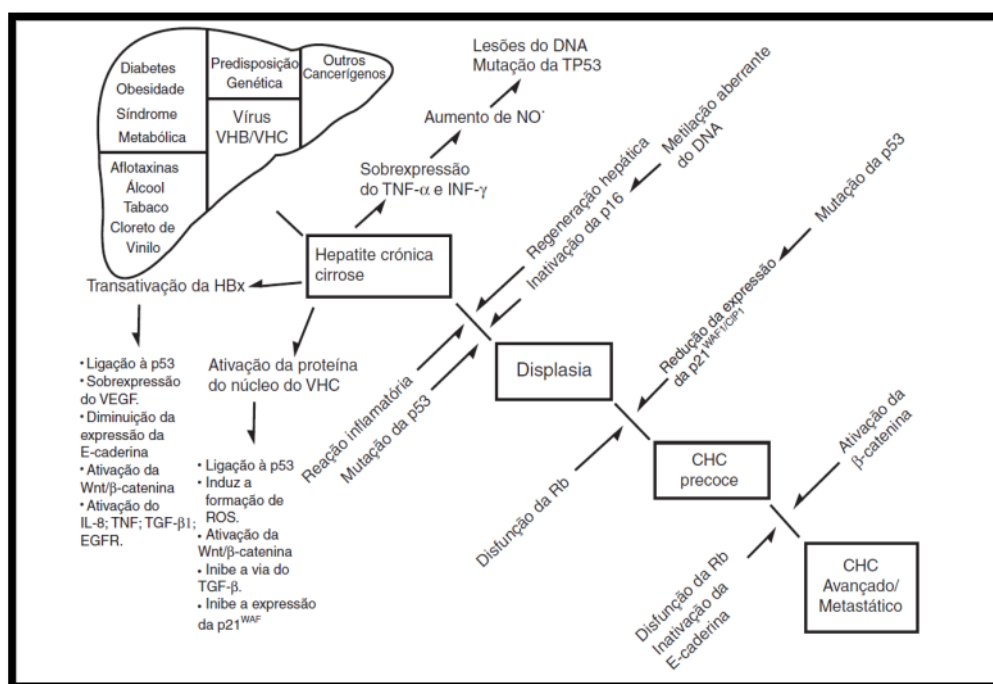 Diabetes
Obesidade
Síndrome
Metabólica
Predisposição
Genética
Outros
Cancerígenos
Vírus
VHB/VHC
Aflotaxinas
Álcool
Tabaco
Cloreto de
Vinilo
Lesões do DNA
Mutação da TP53
Aumento de NO˙
Sobrexpressão
do TNF-α e INF-γ
Hepatite crónica
cirrose
Transativação da HBx
• Ligação à p53
• Sobrexpressão
do VEGF.
• Diminuição da
expressão da
E-caderina
• Ativação da
Wnt/β-catenina
• Ativação do
IL-8; TNF; TGF-β1;
EGFR.
Ativação da proteína
do núcleo do VHC
• Ligação à p53
• Induz a
formação de
ROS.
• Ativação da
Wnt/β-catenina
• Inibe a via do
TGF-β.
• Inibe a expressão
da p21WAF
Regeneração hepática
Inativação da p16
Metilação aberrante
do DNA
Reação inflamatória
Mutação da p53
Displasia
Mutação da p53
Redução da expressão
da p21WAF1/CIP1
Disfunção da Rb
CHC
precoce
Ativação da
β-catenina
Disfunção da Rb
Inativação da
E-caderina
CHC
Avançado/
Metastático